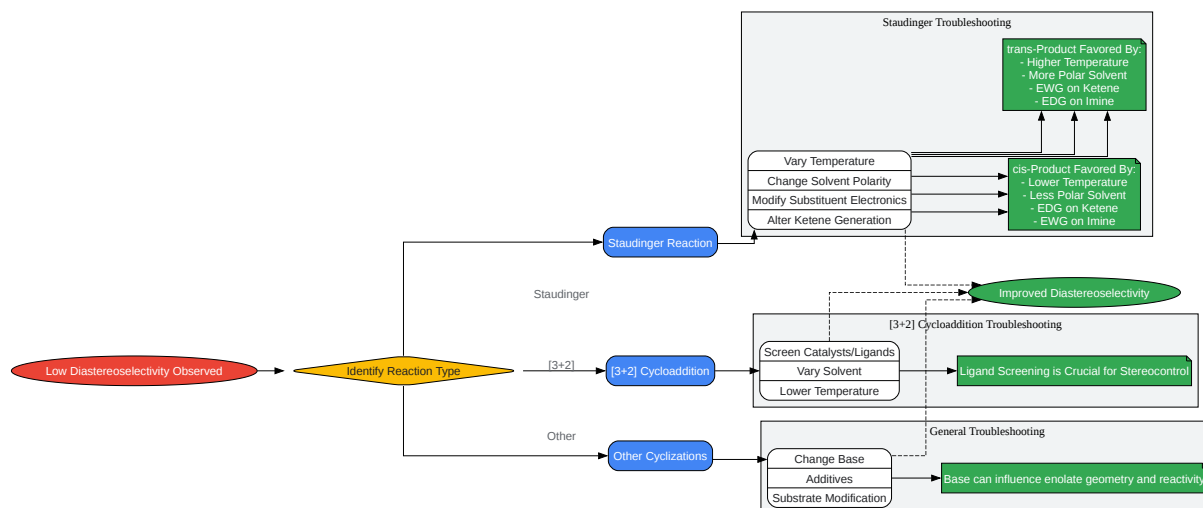 Staudinger Troubleshooting
trans-Product Favored By:
- Higher Temperature
- More Polar Solvent
- EWG on Ketene
- EDG on Imine
Vary Temperature
Change Solvent Polarity
Modify Substituent Electronics
Alter Ketene Generation
cis-Product Favored By:
- Lower Temperature
- Less Polar Solvent
- EDG on Ketene
- EWG on Imine
Staudinger Reaction
Staudinger
Improved Diastereoselectivity
[3+2] Cycloaddition Troubleshooting
Low Diastereoselectivity Observed
Identify Reaction Type
[3+2]
[3+2] Cycloaddition
Screen Catalysts/Ligands
Vary Solvent
Lower Temperature
Ligand Screening is Crucial for Stereocontrol
Other
Other Cyclizations
General Troubleshooting
Change Base
Additives
Substrate Modification
Base can influence enolate geometry and reactivity